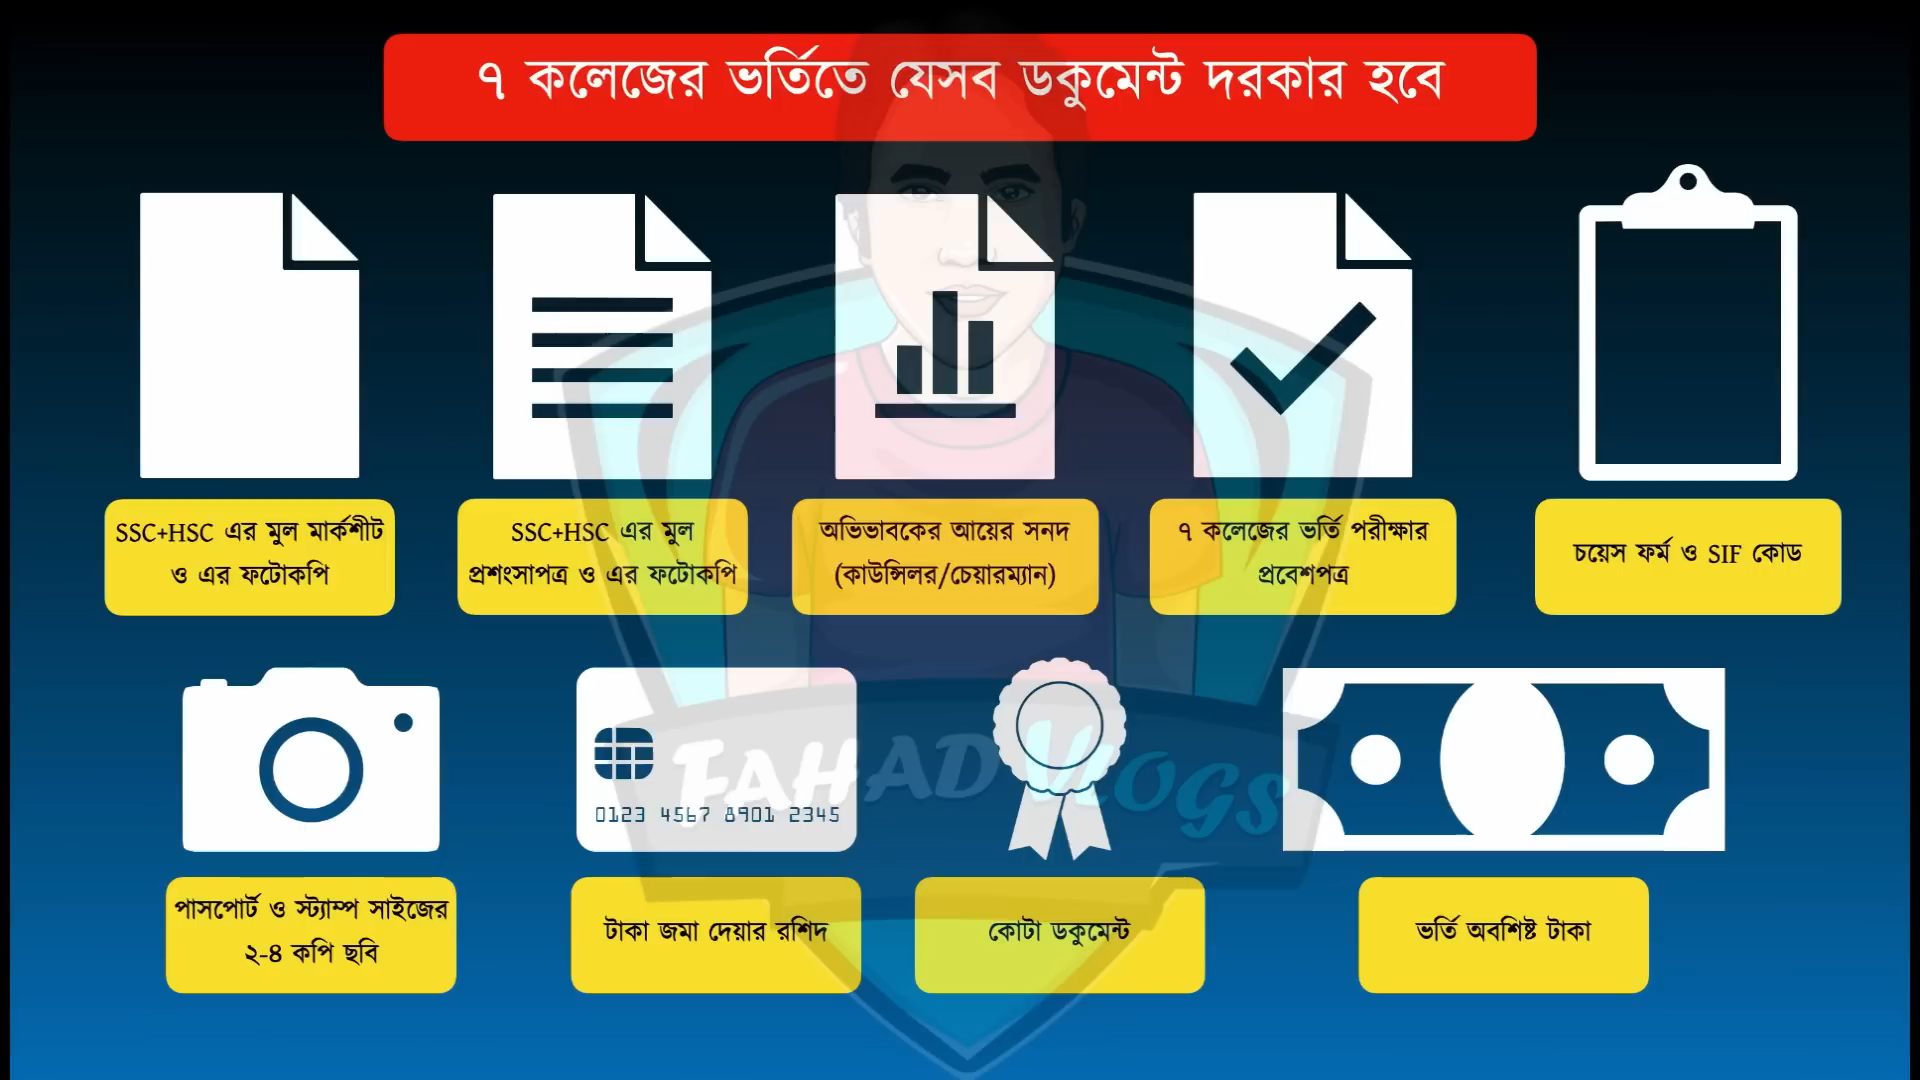 ৭ কলেজের ভর্তিতে যেসব ডকুমেন্ট দরকার হবে
SSC+HSC এর মুল মার্কশীট
ও এর ফটোকপি
SSC+HSC এর মুল
প্রশংসাপত্র ও এর ফটোকপি
অভিভাবকের আয়ের সনদ
(কাউন্সিলর/চেয়ারম্যান)
৭ কলেজের ভর্তি পরীক্ষার
প্রবেশপত্র
চয়েস ফর্ম ও SIF কোড
0123 4567 8901 2345
FAHAD VLOGS
পাসপোর্ট ও স্ট্যাম্প সাইজের
২-৪ কপি ছবি
টাকা জমা দেয়ার রশিদ
কোটা ডকুমেন্ট
ভর্তি অবশিষ্ট টাকা